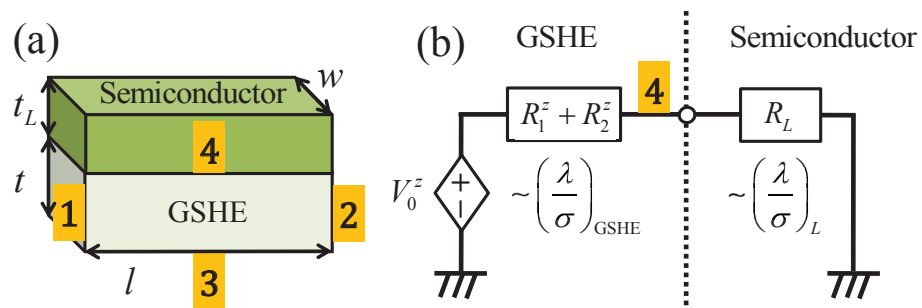 (a)
w
Semiconductor
t_L
4
t
1
GSHE
2
l
3
(b)
GSHE
Semiconductor
4
R_1^z + R_2^z
R_L
V_0^z
+
−
~(λ/σ)_GSHE
~(λ/σ)_L